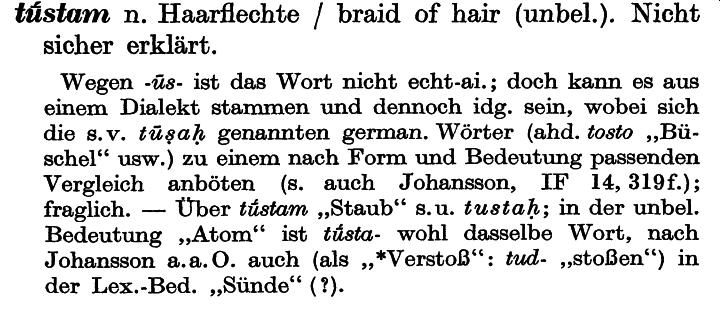 tū́stam n. Haarflechte / braid of hair (unbel.). Nicht
sicher erklärt.
Wegen -ūs- ist das Wort nicht echt-ai.; doch kann es aus
einem Dialekt stammen und dennoch idg. sein, wobei sich
die s.v. tūṣaḥ genannten german. Wörter (ahd. tosto „Bü-
schel“ usw.) zu einem nach Form und Bedeutung passenden
Vergleich anböten (s. auch Johansson, IF 14, 319f.);
fraglich. — Über tū́stam „Staub“ s.u. tustaḥ; in der unbel.
Bedeutung „Atom“ ist tū́sta- wohl dasselbe Wort, nach
Johansson a.a.O. auch (als „*Verstoß“: tud- „stoßen“) in
der Lex.-Bed. „Sünde“ (?).